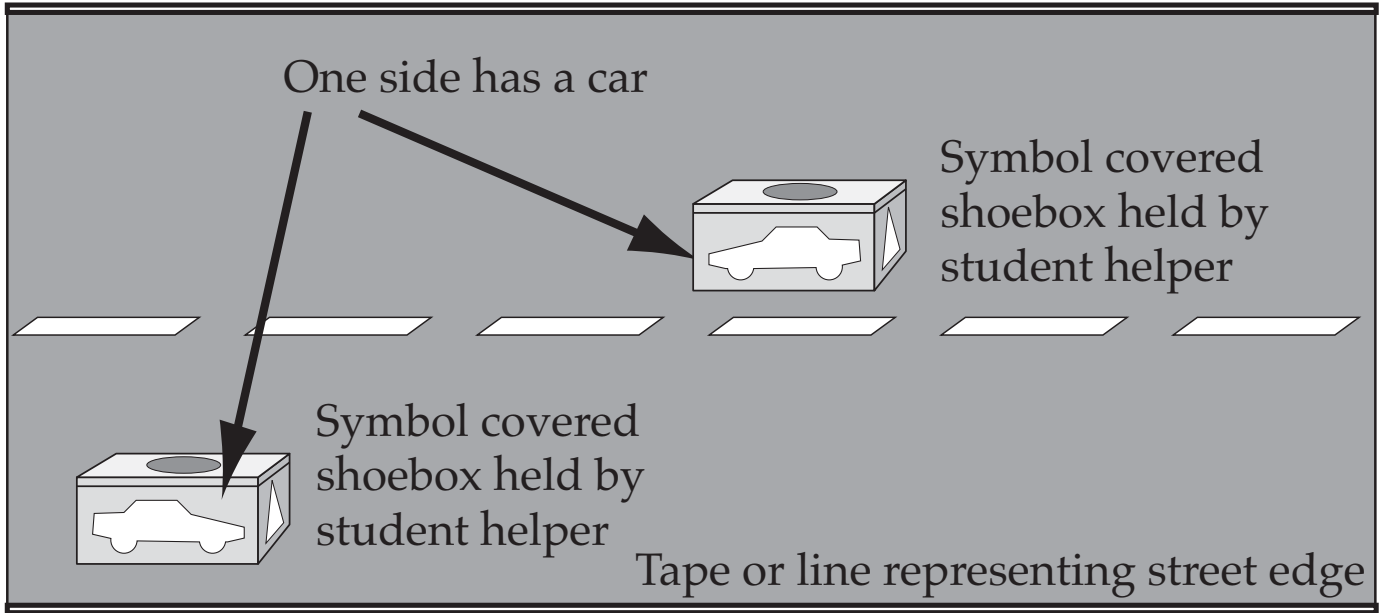 One side has a car
Symbol covered
shoebox held by
student helper
Symbol covered
shoebox held by
student helper
Tape or line representing street edge